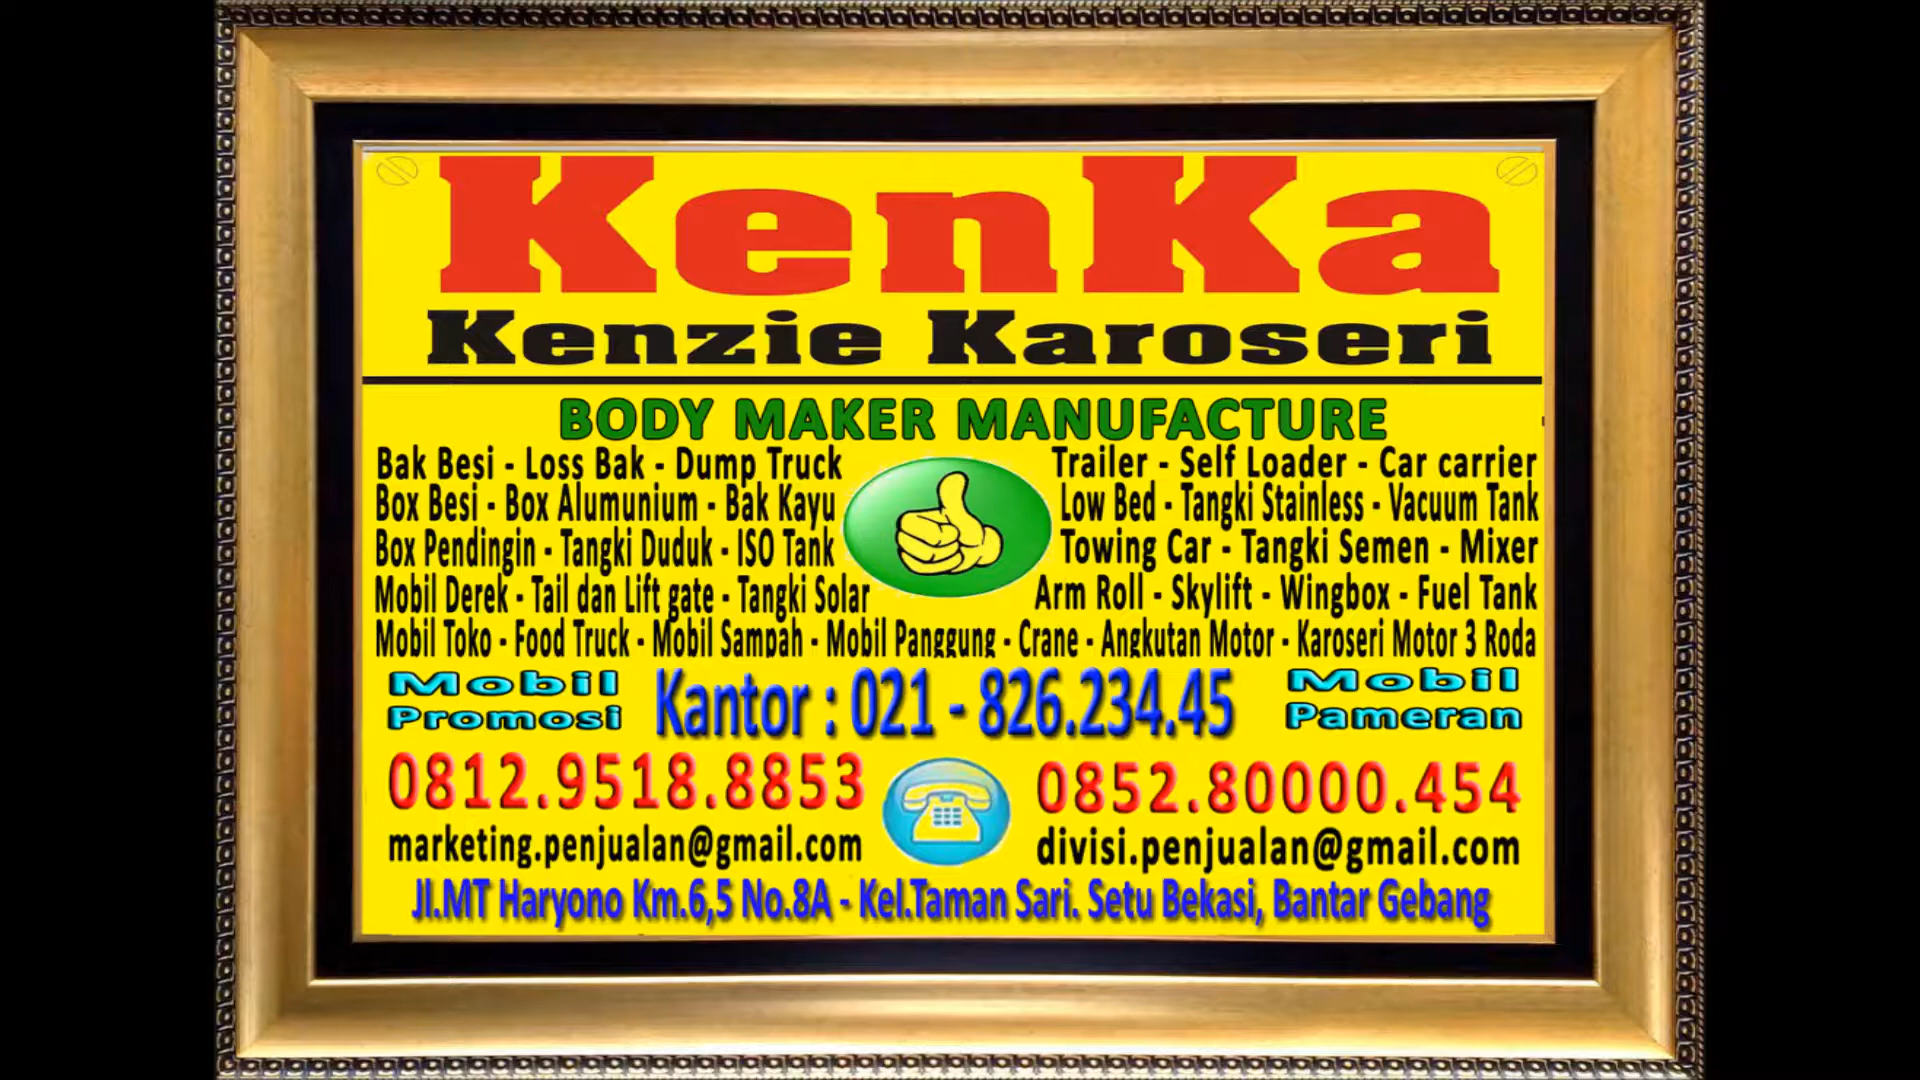 KenKa
Kenzie Karoseri
BODY MAKER MANUFACTURE
Bak Besi - Loss Bak - Dump Truck
Box Besi - Box Alumunium - Bak Kayu
Box Pendingin - Tangki Duduk - ISO Tank
Mobil Derek - Tail dan Lift gate - Tangki Solar
Trailer - Self Loader - Car carrier
Low Bed - Tangki Stainless - Vacuum Tank
Towing Car - Tangki Semen - Mixer
Arm Roll - Skylift - Wingbox - Fuel Tank
Mobil Toko - Food Truck - Mobil Sampah - Mobil Panggung - Crane - Angkutan Motor - Karoseri Motor 3 Roda
Mobil
Promosi
Kantor : 021 - 826.234.45
Mobil
Pameran
0812.9518.8853
marketing.penjualan@gmail.com
0852.80000.454
divisi.penjualan@gmail.com
Jl.MT Haryono Km.6,5 No.8A - Kel.Taman Sari. Setu Bekasi, Bantar Gebang